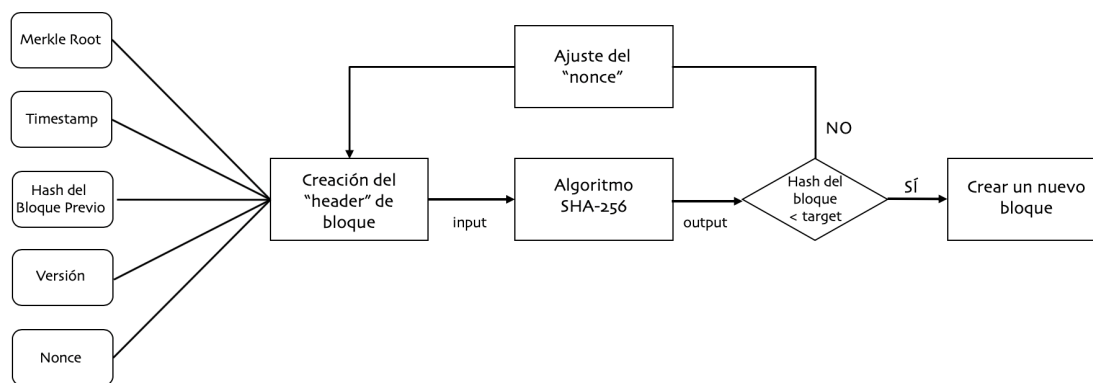 Merkle Root
Timestamp
Hash del
Bloque Previo
Versión
Nonce
Creación del
"header" de
bloque
input
Ajuste del
“nonce”
Algoritmo
SHA-256
output
Hash del
bloque
< target
NO
SÍ
Crear un nuevo
bloque